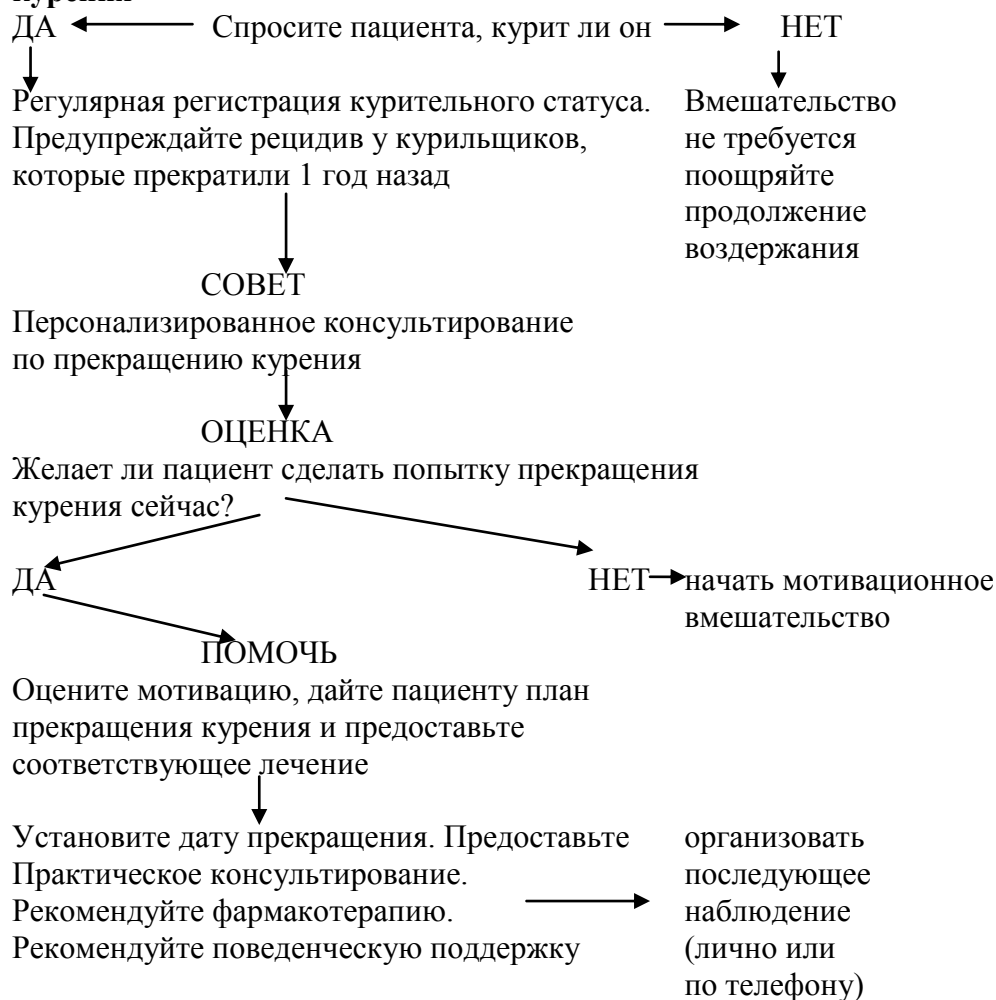 ДА Спросите пациента, курит ли он НЕТ
Регулярная регистрация курительного статуса.
Предупреждайте рецидив у курильщиков,
которые прекратили 1 год назад
Вмешательство
не требуется
поощряйте
продолжение
воздержания
СОВЕТ
Персонализированное консультирование
по прекращению курения
ОЦЕНКА
Желает ли пациент сделать попытку прекращения
курения сейчас?
ДА
НЕТ
начать мотивационное
вмешательство
ПОМОЧЬ
Оцените мотивацию, дайте пациенту план
прекращения курения и предоставьте
соответствующее лечение
Установите дату прекращения. Предоставьте
Практическое консультирование.
Рекомендуйте фармакотерапию.
Рекомендуйте поведенческую поддержку
организовать
последующее
наблюдение
(лично или
по телефону)